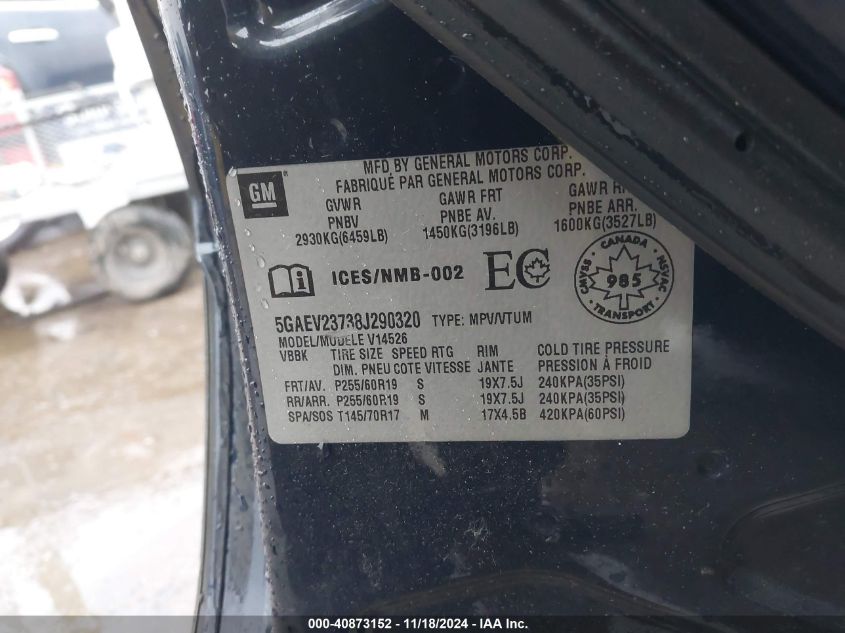 MFD BY GENERAL MOTORS CORP.
FABRIQUÉ PAR GENERAL MOTORS CORP.
GM
GVWR GAWR FRT GAWR
PNBV PNBE AV. PNBE ARR.
2930KG(6459LB) 1450KG(3196LB) 1600KG(3527LB)
i ICES/NMB-002 EC
CANADA CMVSS 985 NSVAC TRANSPORT
5GAEV23738J290320 TYPE: MPV/VTUM
MODEL/MODELE V14526
VBBK TIRE SIZE SPEED RTG RIM COLD TIRE PRESSURE
DIM. PNEU COTE VITESSE JANTE PRESSION À FROID
FRT/AV. P255/60R19 S 19X7.5J 240KPA(35PSI)
RR/ARR. P255/60R19 S 19X7.5J 240KPA(35PSI)
SPA/SOS T145/70R17 M 17X4.5B 420KPA(60PSI)
000-40873152 - 11/18/2024 - IAA Inc.